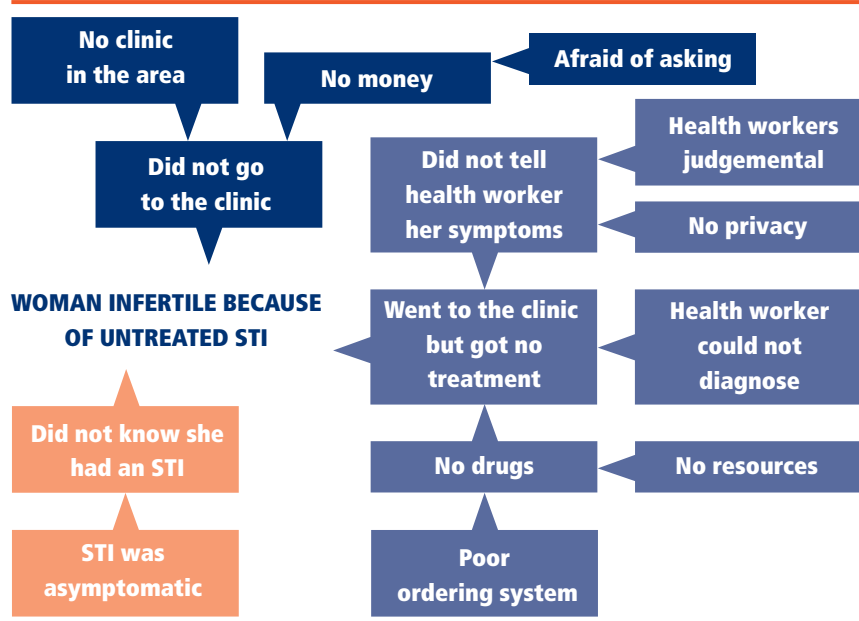 No clinic
in the area
No money
Afraid of asking
Did not go
to the clinic
Did not tell
health worker
her symptoms
Health workers
judgemental
No privacy
WOMAN INFERTILE BECAUSE
OF UNTREATED STI
Went to the clinic
but got no
treatment
Health worker
could not
diagnose
Did not know she
had an STI
No drugs
No resources
STI was
asymptomatic
Poor
ordering system